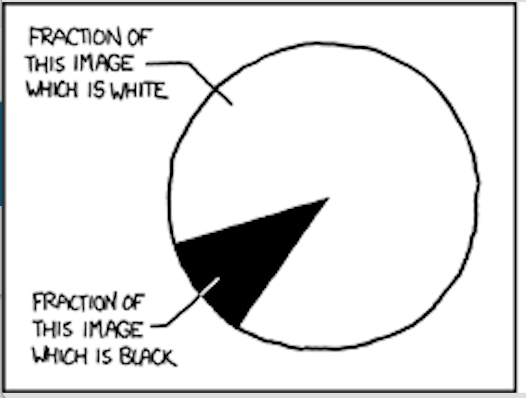 FRACTION OF
THIS IMAGE
WHICH IS WHITE
FRACTION OF
THIS IMAGE
WHICH IS BLACK